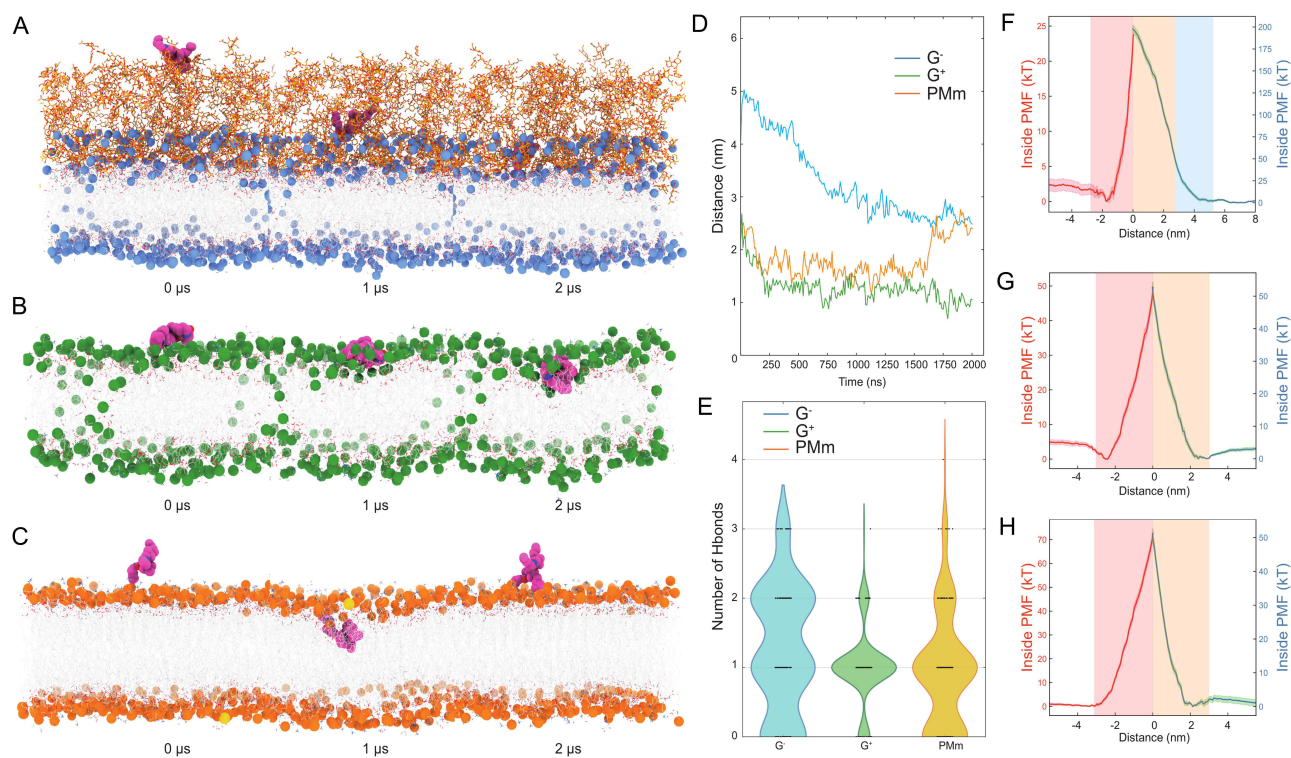 A
0 µs 1 µs 2 µs
B
0 µs 1 µs 2 µs
C
0 µs 1 µs 2 µs
D
6
5
4
3
2
1
0
Distance (nm)
G⁻
G⁺
PMm
250 500 750 1000 1250 1500 1750 2000
Time (ns)
E
G⁻
G⁺
PMm
4
3
2
1
0
Number of Hbonds
G⁻ G⁺ PMm
F
25
20
15
10
5
0
Inside PMF (kT)
200
175
150
125
100
75
50
25
0
Inside PMF (kT)
-4 -2 0 2 4 6 8
Distance (nm)
G
50
40
30
20
10
0
Inside PMF (kT)
50
40
30
20
10
0
Inside PMF (kT)
-4 -2 0 2 4
Distance (nm)
H
70
60
50
40
30
20
10
0
Inside PMF (kT)
50
40
30
20
10
0
Inside PMF (kT)
-4 -2 0 2 4
Distance (nm)